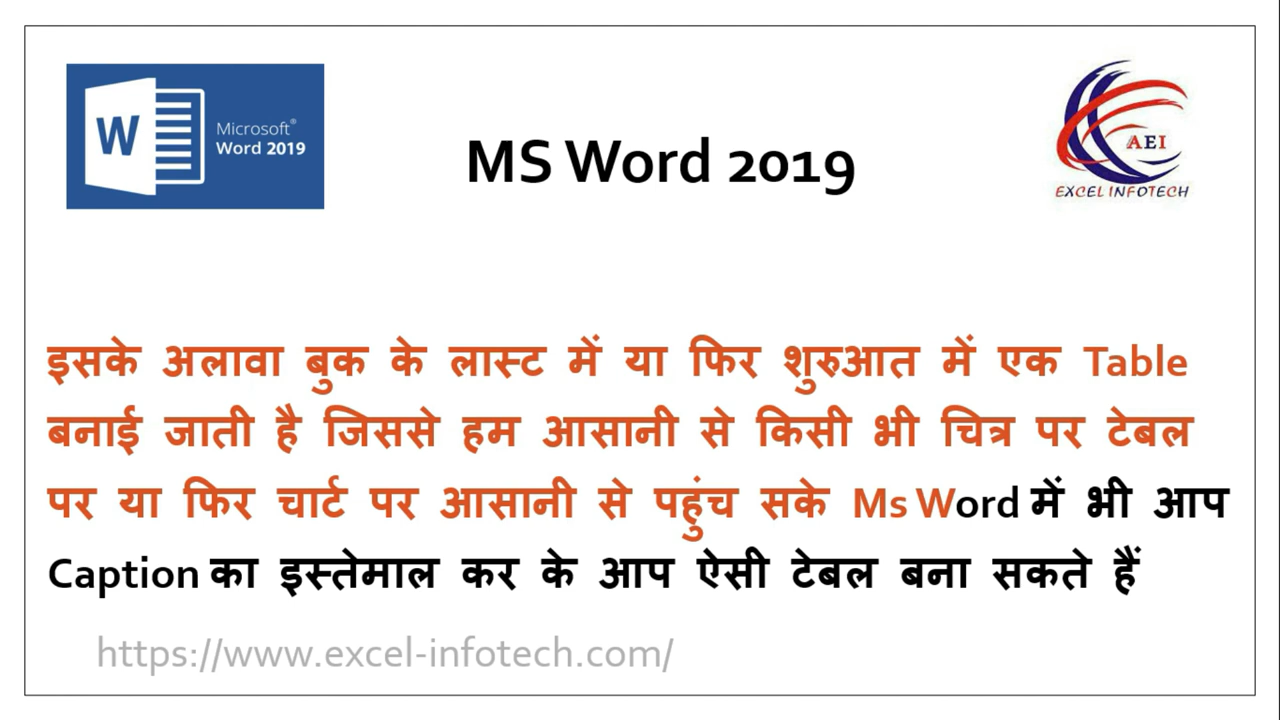 W
Microsoft®
Word 2019
MS Word 2019
AEI
EXCEL INFOTECH
इसके अलावा बुक के लास्ट में या फिर शुरुआत में एक Table
बनाई जाती है जिससे हम आसानी से किसी भी चित्र पर टेबल
पर या फिर चार्ट पर आसानी से पहुंच सके Ms Word में भी आप
Caption का इस्तेमाल कर के आप ऐसी टेबल बना सकते हैं
https://www.excel-infotech.com/